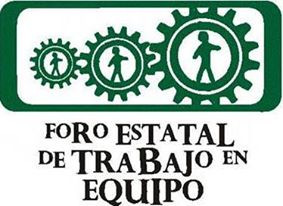 FORO ESTATAL
DE TRABAJO EN
EQUIPO